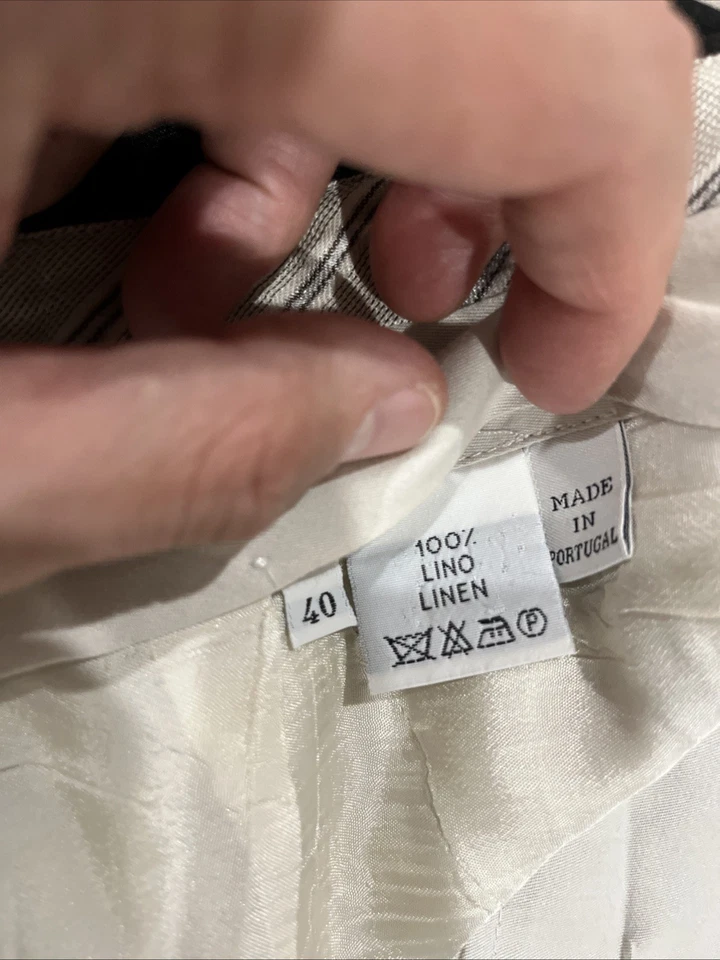 40
100%
LINO
LINEN
P
MADE
IN
PORTUGAL